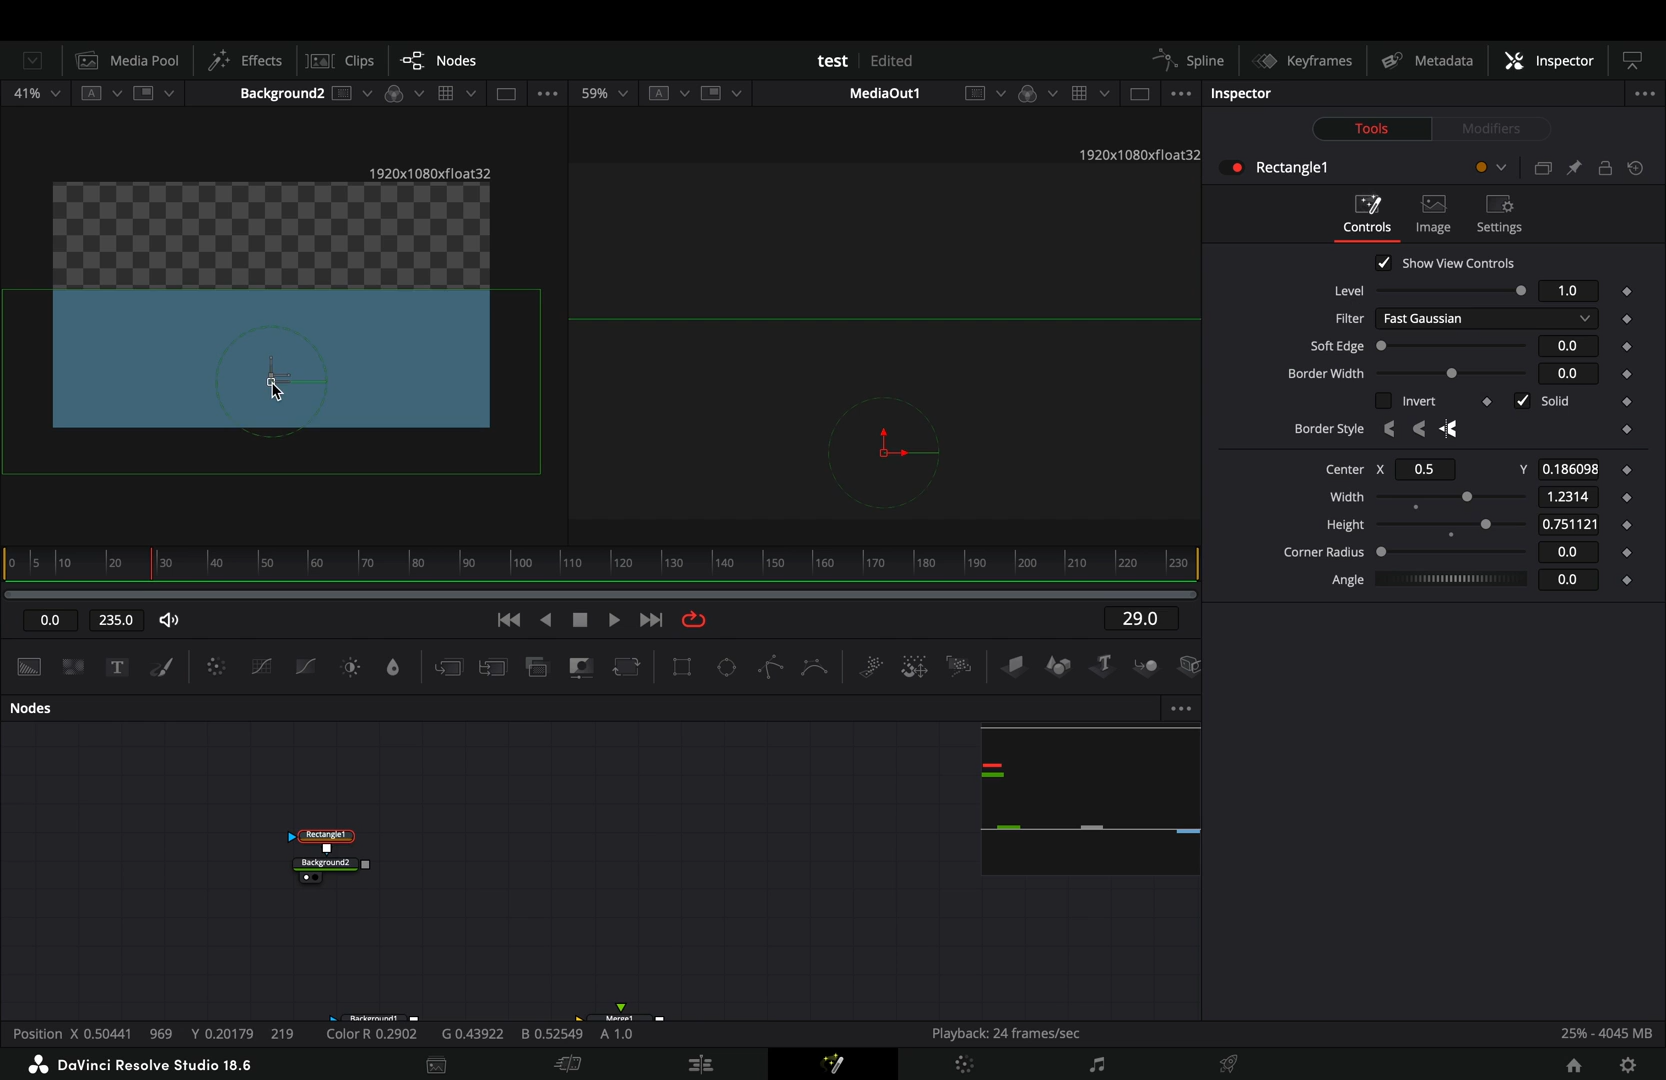 Media Pool Effects Clips Nodes test Edited Spline Keyframes Metadata Inspector
41% A Background2 59% A MediaOut1 Inspector
Tools Modifiers
1920x1080xfloat32 1920x1080xfloat32
Rectangle1
Controls Image Settings
Show View Controls
Level 1.0
Filter Fast Gaussian
Soft Edge 0.0
Border Width 0.0
Invert Solid
Border Style
Center X 0.5 Y 0.186098
Width 1.2314
Height 0.751121
Corner Radius 0.0
Angle 0.0
0 5 10 20 30 40 50 60 70 80 90 100 110 120 130 140 150 160 170 180 190 200 210 220 230
0.0 235.0 29.0
T T
Nodes
Rectangle1
Background2
Background1 Merge1
Position X 0.50441 969 Y 0.20179 219 Color R 0.2902 G 0.43922 B 0.52549 A 1.0 Playback: 24 frames/sec 25% - 4045 MB
DaVinci Resolve Studio 18.6